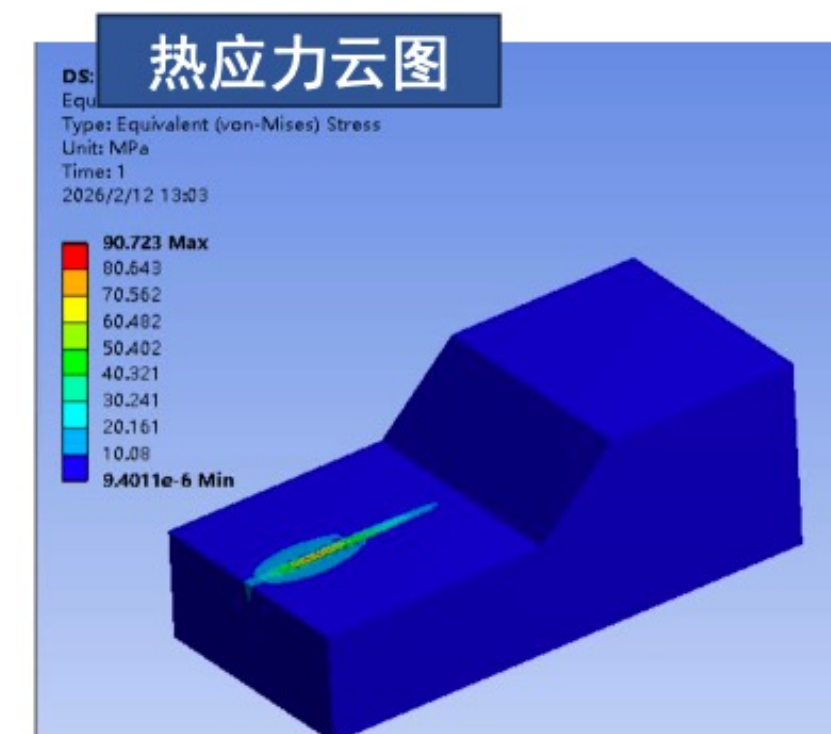 热应力云图
DS:
Equ
Type: Equivalent (von-Mises) Stress
Unit: MPa
Time: 1
2026/2/12 13:03
90.723 Max
80.643
70.562
60.482
50.402
40.321
30.241
20.161
10.08
9.4011e-6 Min